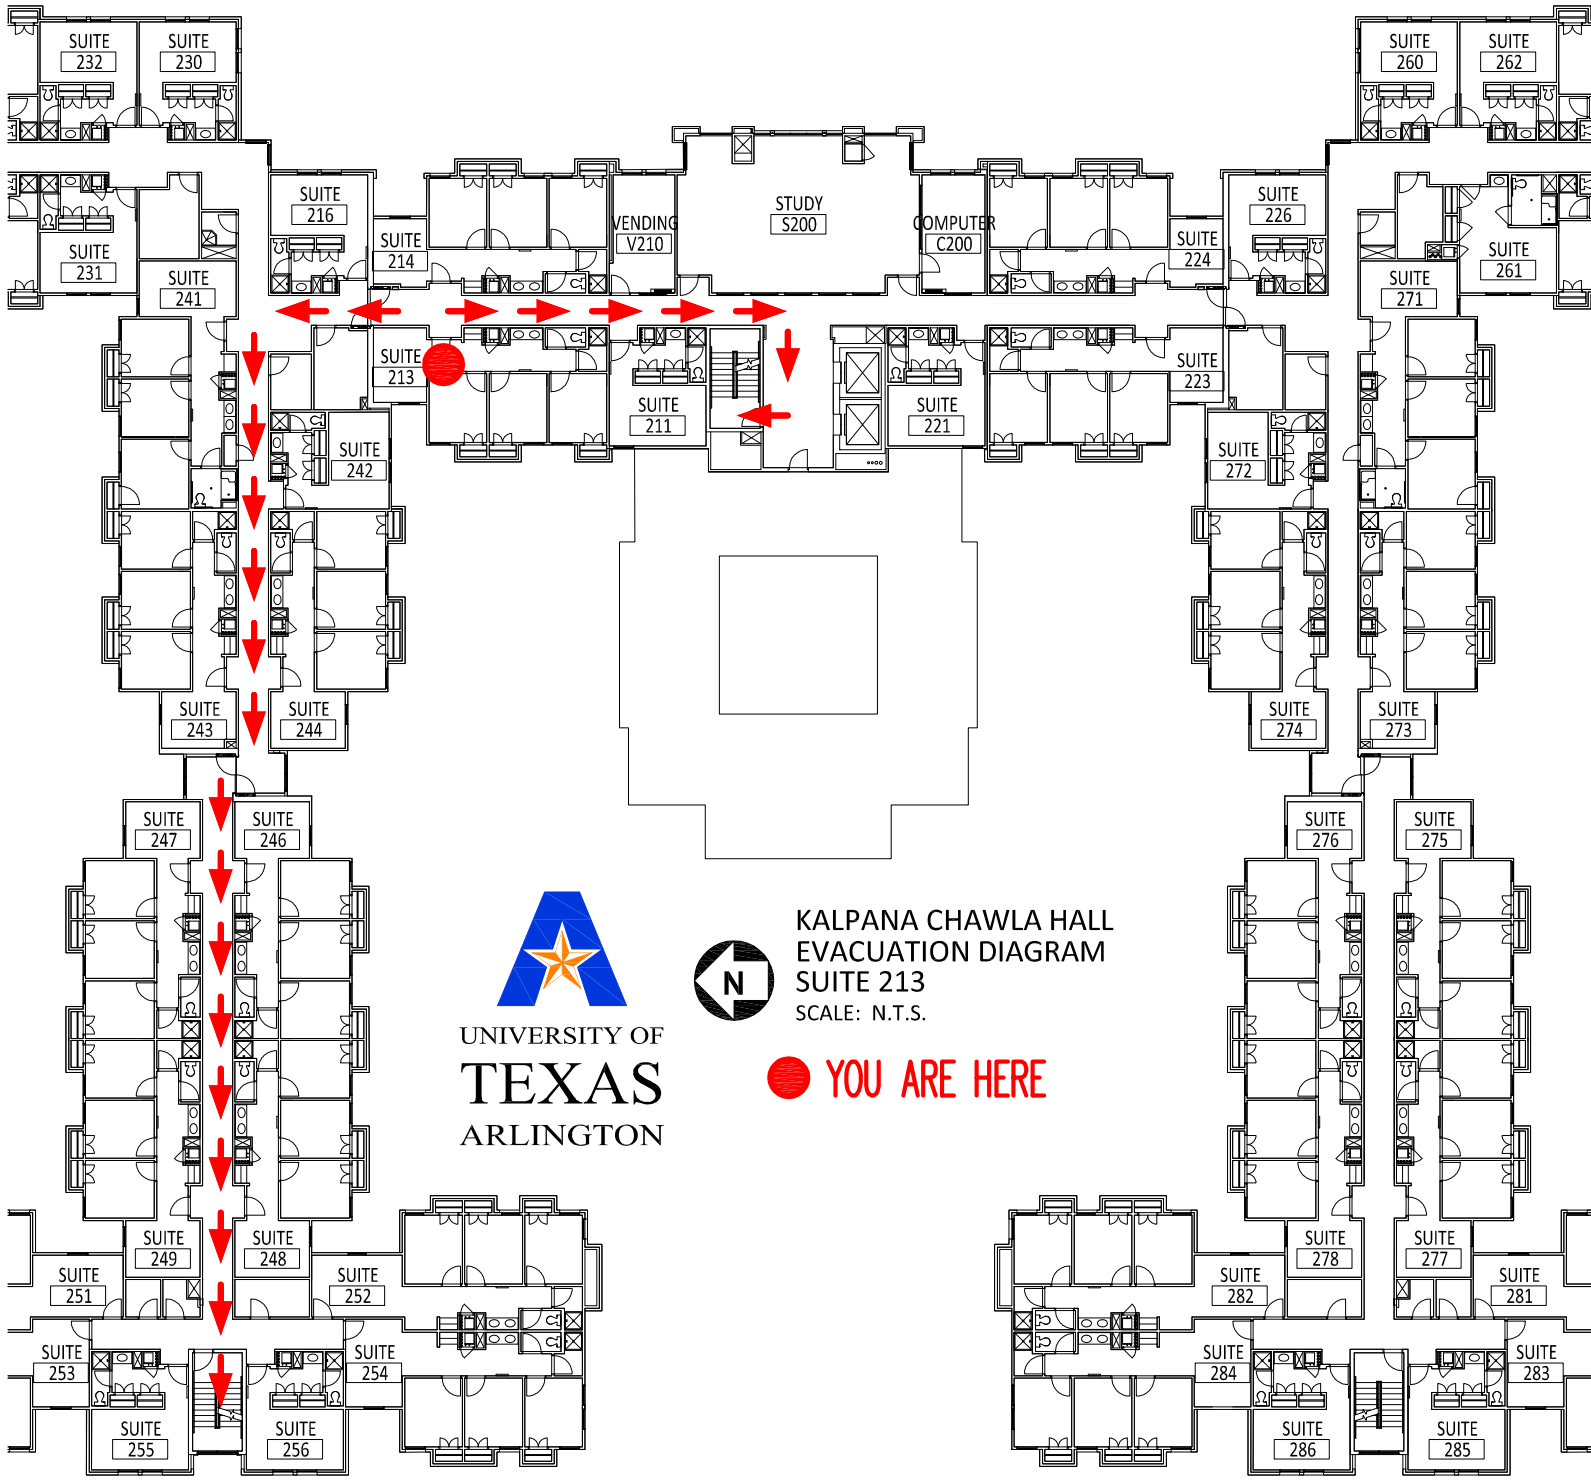 SUITE
232
SUITE
230
SUITE
260
SUITE
262
SUITE
216
SUITE
214
VENDING
V210
STUDY
S200
COMPUTER
C200
SUITE
224
SUITE
226
SUITE
231
SUITE
241
SUITE
261
SUITE
271
SUITE
213
SUITE
211
SUITE
221
SUITE
223
SUITE
242
SUITE
272
SUITE
243
SUITE
244
SUITE
274
SUITE
273
SUITE
247
SUITE
246
SUITE
276
SUITE
275
UNIVERSITY OF
TEXAS
ARLINGTON
N
KALPANA CHAWLA HALL
EVACUATION DIAGRAM
SUITE 213
SCALE: N.T.S.
YOU ARE HERE
SUITE
249
SUITE
248
SUITE
278
SUITE
277
SUITE
251
SUITE
252
SUITE
282
SUITE
281
SUITE
253
SUITE
254
SUITE
284
SUITE
283
SUITE
255
SUITE
256
SUITE
286
SUITE
285